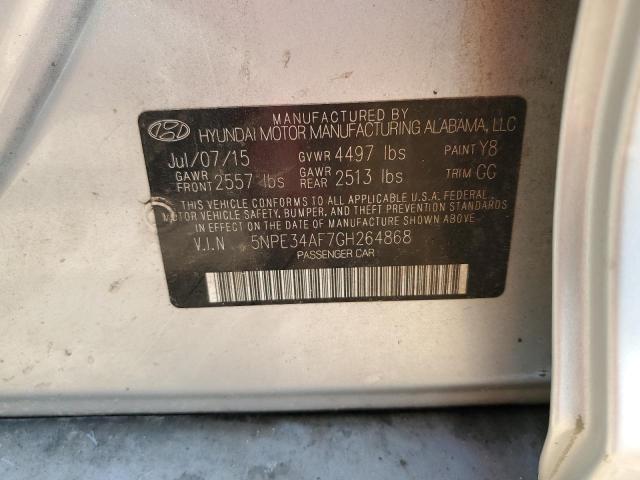 MANUFACTURED BY
HYUNDAI MOTOR MANUFACTURING ALABAMA, LLC
Jul/07/15 GVWR 4497 lbs PAINT Y8
GAWR FRONT 2557 lbs GAWR REAR 2513 lbs TRIM GG
THIS VEHICLE CONFORMS TO ALL APPLICABLE U.S.A. FEDERAL
MOTOR VEHICLE SAFETY, BUMPER, AND THEFT PREVENTION
STANDARDS IN EFFECT ON THE DATE OF MANUFACTURE SHOWN ABOVE.
V.I.N 5NPE34AF7GH264868
PASSENGER CAR